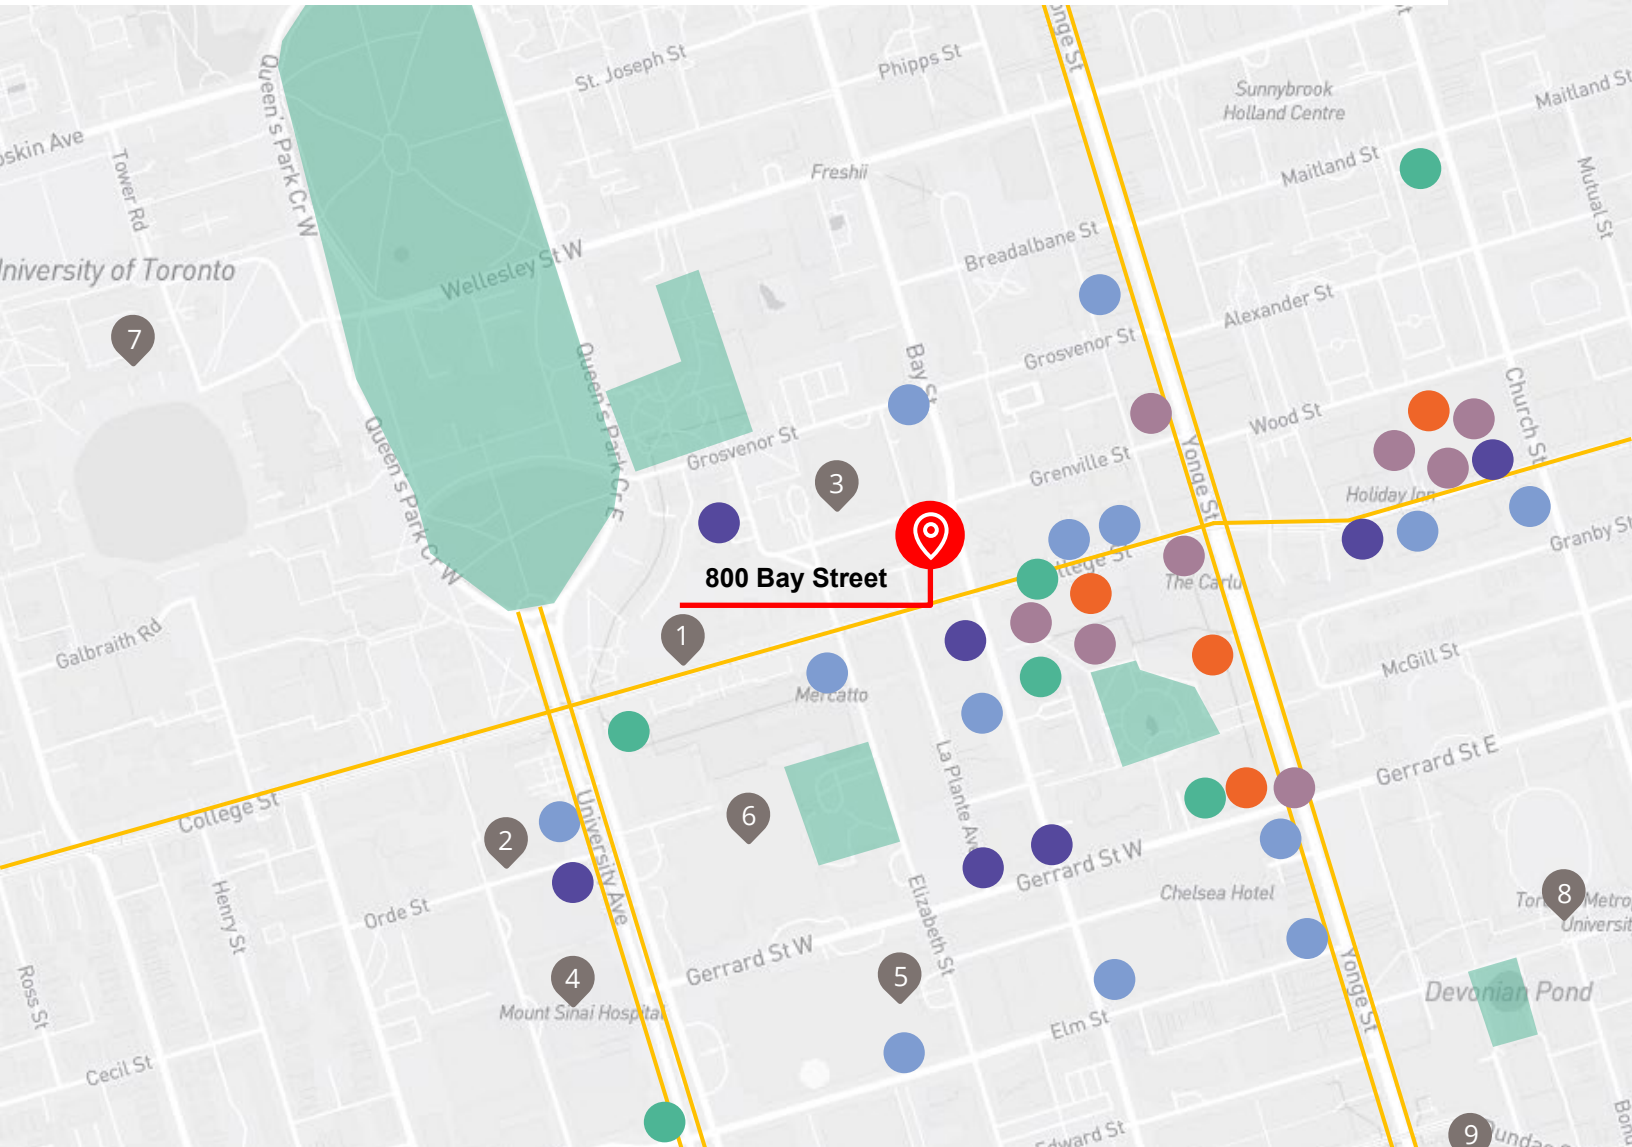 St. Joseph St
Phipps St
Sunnybrook
Holland Centre
Maitland St
Queen's Park Cr W
Tower Rd
Freshii
Maitland St
Mutual St
Breadalbane St
University of Toronto
Wellesley St W
Alexander St
7
Queen's Park Cr E
Bay St
Grosvenor St
Church St
Queen's Park Cr W
Grosvenor St
Wood St
Yonge St
Grenville St
3
Holiday Inn
Granby St
800 Bay Street
The Carlu
1
Galbraith Rd
McGill St
Mercatto
La Plante Ave
Gerrard St E
College St
University Ave
6
2
Gerrard St W
Elizabeth St
Chelsea Hotel
8
Henry St
Orde St
Gerrard St W
5
4
Yonge St
Devonian Pond
Ross St
Mount Sinai Hospital
Elm St
Cecil St
Edward St
9